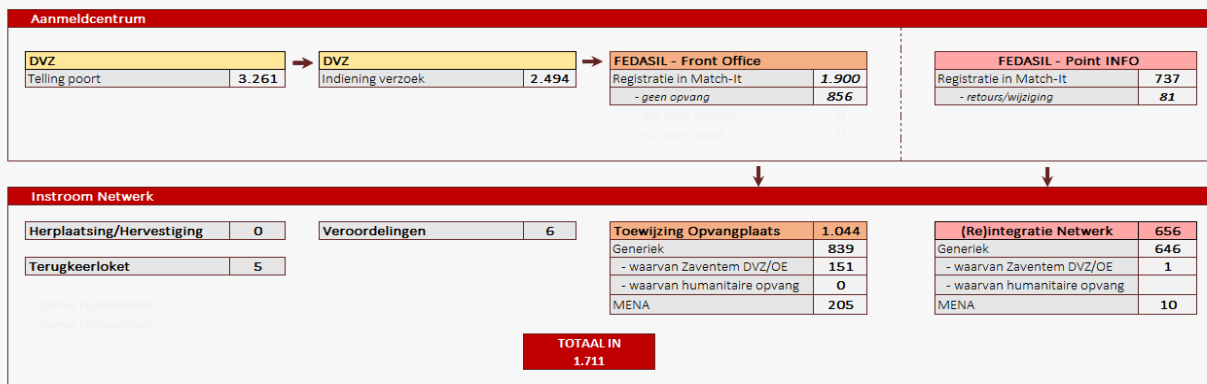 Aanmeldcentrum
DVZ
Telling poort 3.261
DVZ
Indiening verzoek 2.494
FEDASIL - Front Office
Registratie in Match-It 1.900
- geen opvang 856
FEDASIL - Point INFO
Registratie in Match-It 737
- retours/wijziging 81
Instroom Netwerk
Herplaatsing/Hervestiging 0
Terugkeerloket 5
Veroordelingen 6
Toewijzing Opvangplaats 1.044
Generiek 839
- waarvan Zaventem DVZ/OE 151
- waarvan humanitaire opvang 0
MENA 205
(Re)integratie Netwerk 656
Generiek 646
- waarvan Zaventem DVZ/OE 1
- waarvan humanitaire opvang
MENA 10
TOTAAL IN
1.711